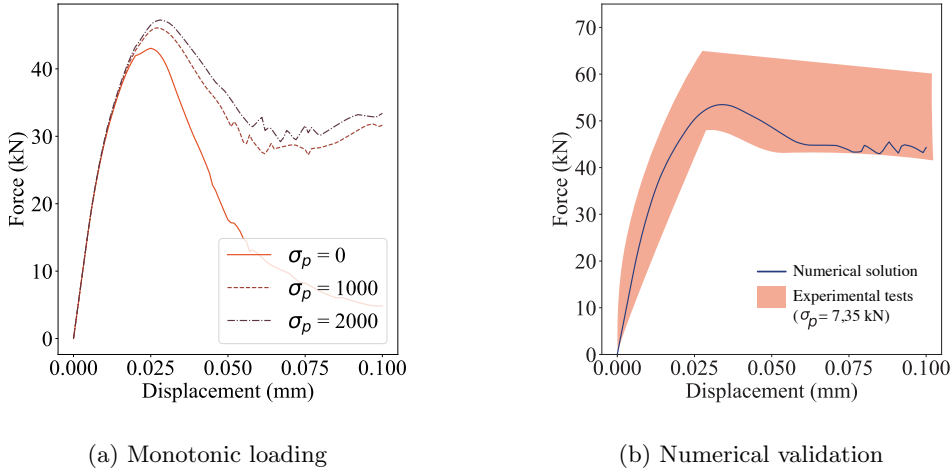 Force (kN)
40
30
20
10
0
σp = 0
σp = 1000
σp = 2000
0.000 0.025 0.050 0.075 0.100
Displacement (mm)
(a) Monotonic loading
Force (kN)
70
60
50
40
30
20
10
0
Numerical solution
Experimental tests
(σp= 7,35 kN)
0.000 0.025 0.050 0.075 0.100
Displacement (mm)
(b) Numerical validation